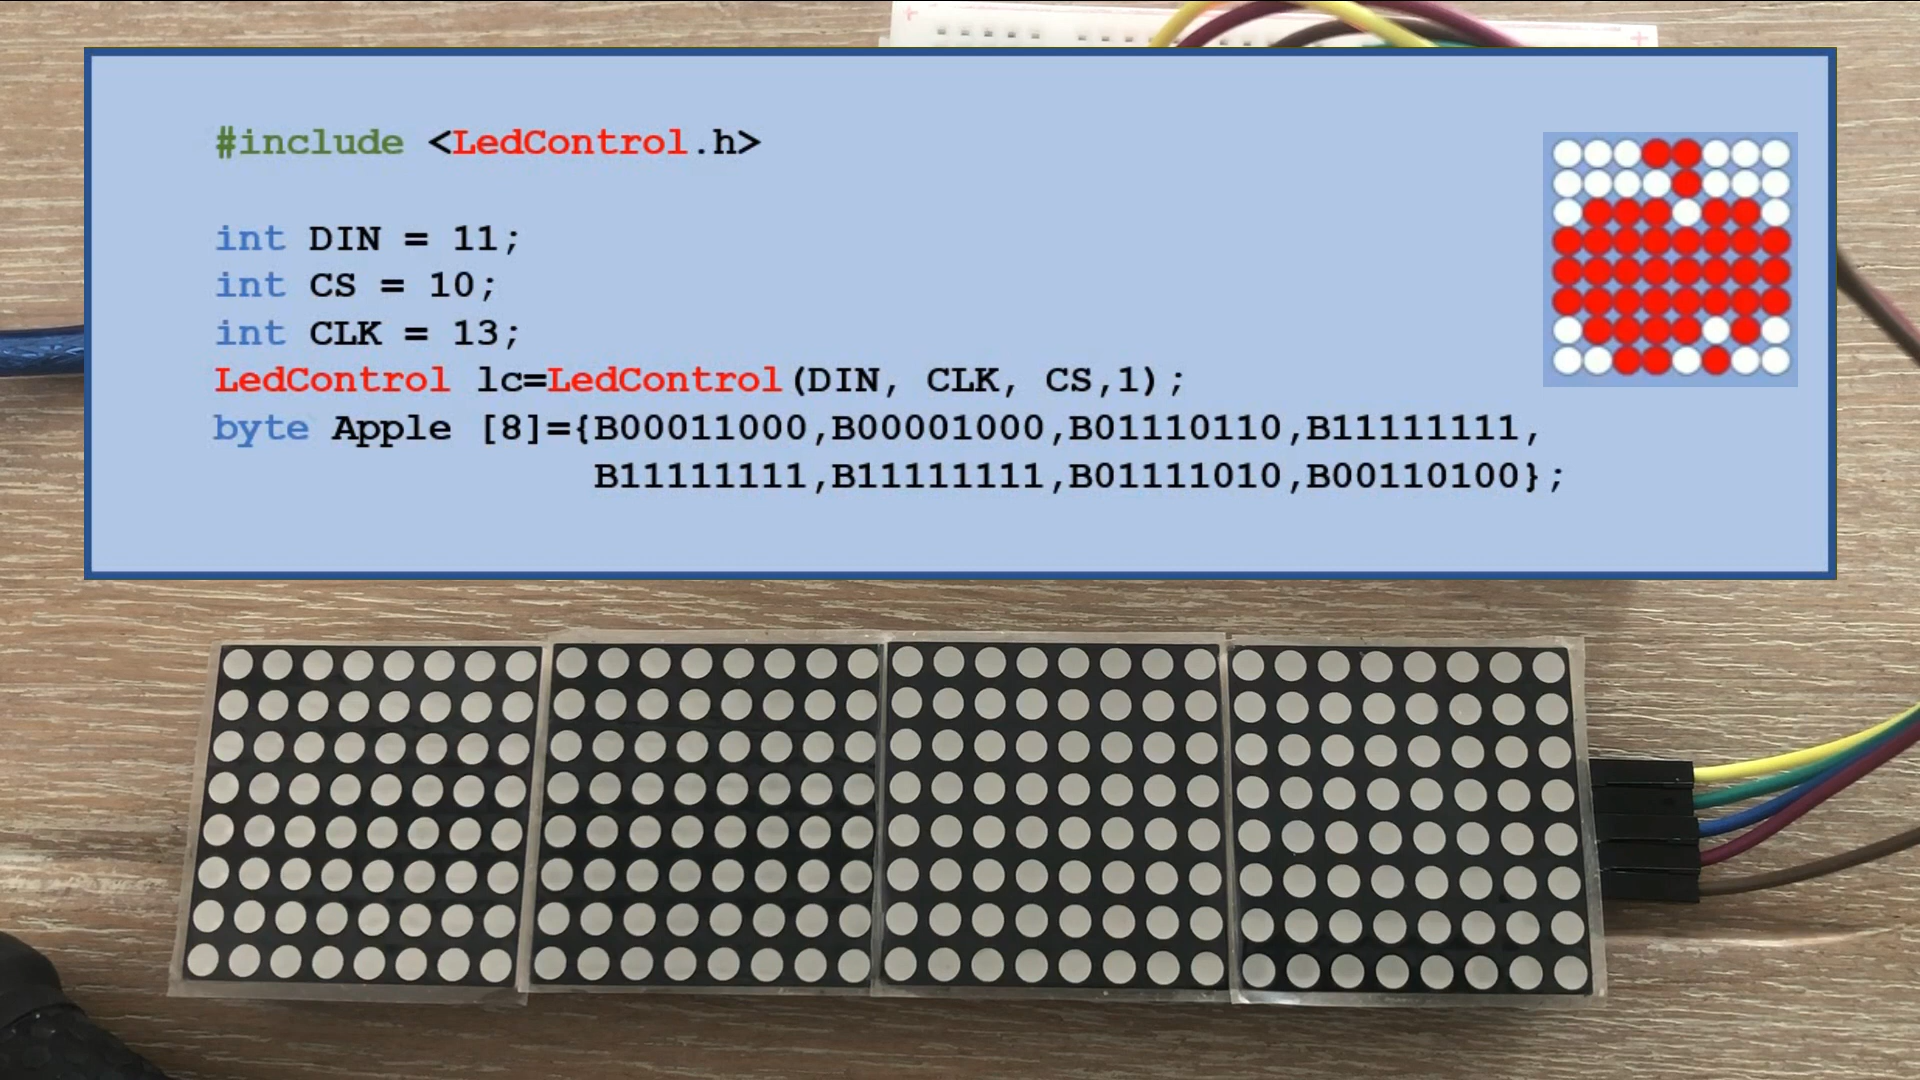 #include <LedControl.h>
int DIN = 11;
int CS = 10;
int CLK = 13;
LedControl lc=LedControl(DIN, CLK, CS,1);
byte Apple [8]={B00011000,B00001000,B01110110,B11111111,
B11111111,B11111111,B01111010,B00110100};